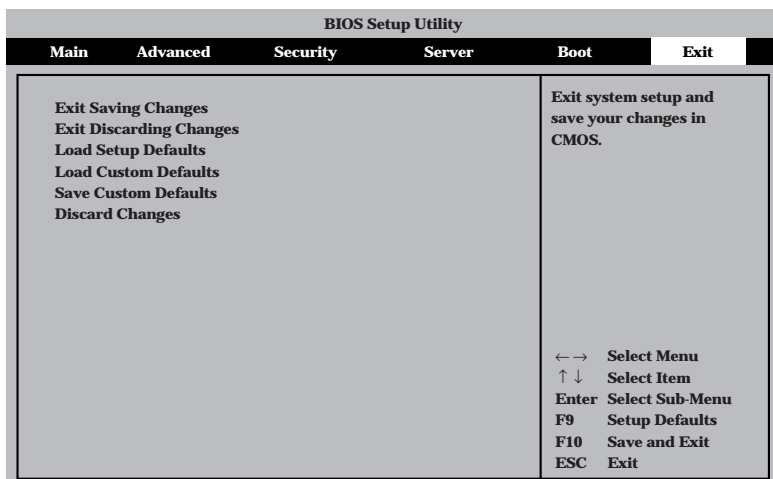 BIOS Setup Utility
Main Advanced Security Server Boot Exit
Exit Saving Changes
Exit Discarding Changes
Load Setup Defaults
Load Custom Defaults
Save Custom Defaults
Discard Changes
Exit system setup and
save your changes in
CMOS.
←→ Select Menu
↑↓ Select Item
Enter Select Sub-Menu
F9 Setup Defaults
F10 Save and Exit
ESC Exit